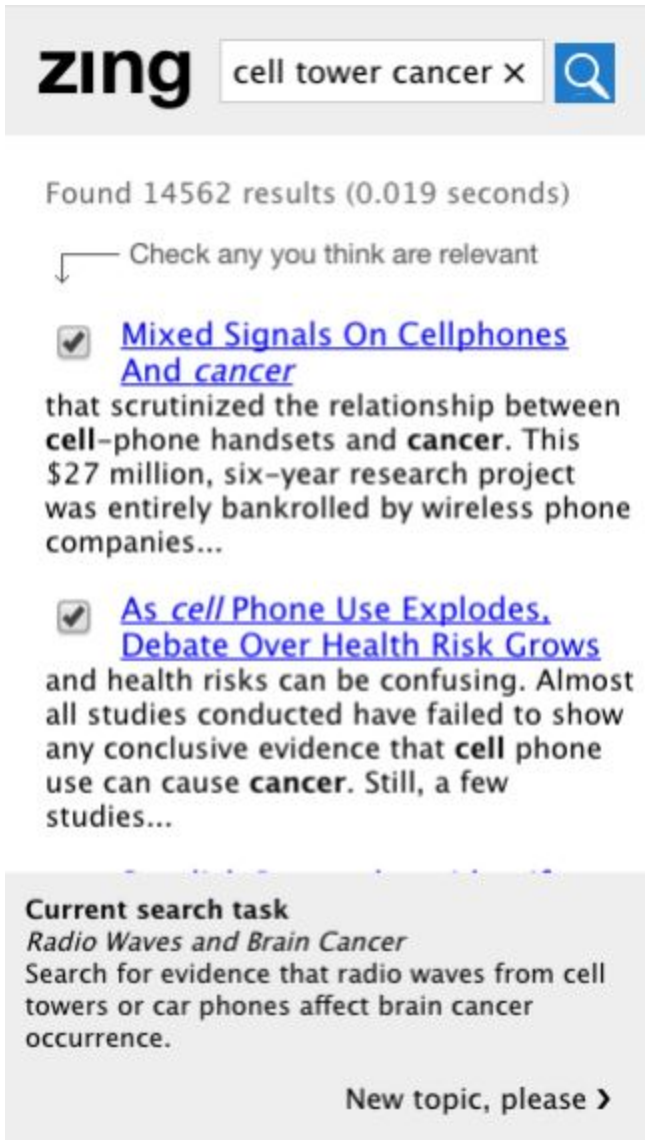 zing
cell tower cancer ×
Found 14562 results (0.019 seconds)
Check any you think are relevant
Mixed Signals On Cellphones
And cancer
that scrutinized the relationship between
cell-phone handsets and cancer. This
$27 million, six-year research project
was entirely bankrolled by wireless phone
companies...
As cell Phone Use Explodes,
Debate Over Health Risk Grows
and health risks can be confusing. Almost
all studies conducted have failed to show
any conclusive evidence that cell phone
use can cause cancer. Still, a few
studies...
Current search task
Radio Waves and Brain Cancer
Search for evidence that radio waves from cell
towers or car phones affect brain cancer
occurrence.
New topic, please ❯